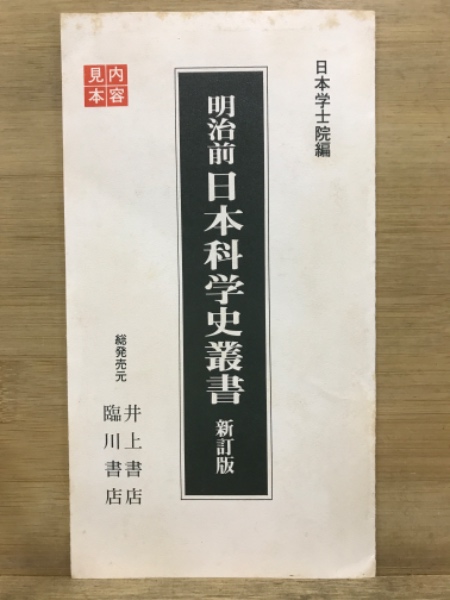 日本学士院編
内容
見本
明治前日本科学史叢書 新訂版
総発売元
井上書店
臨川書店